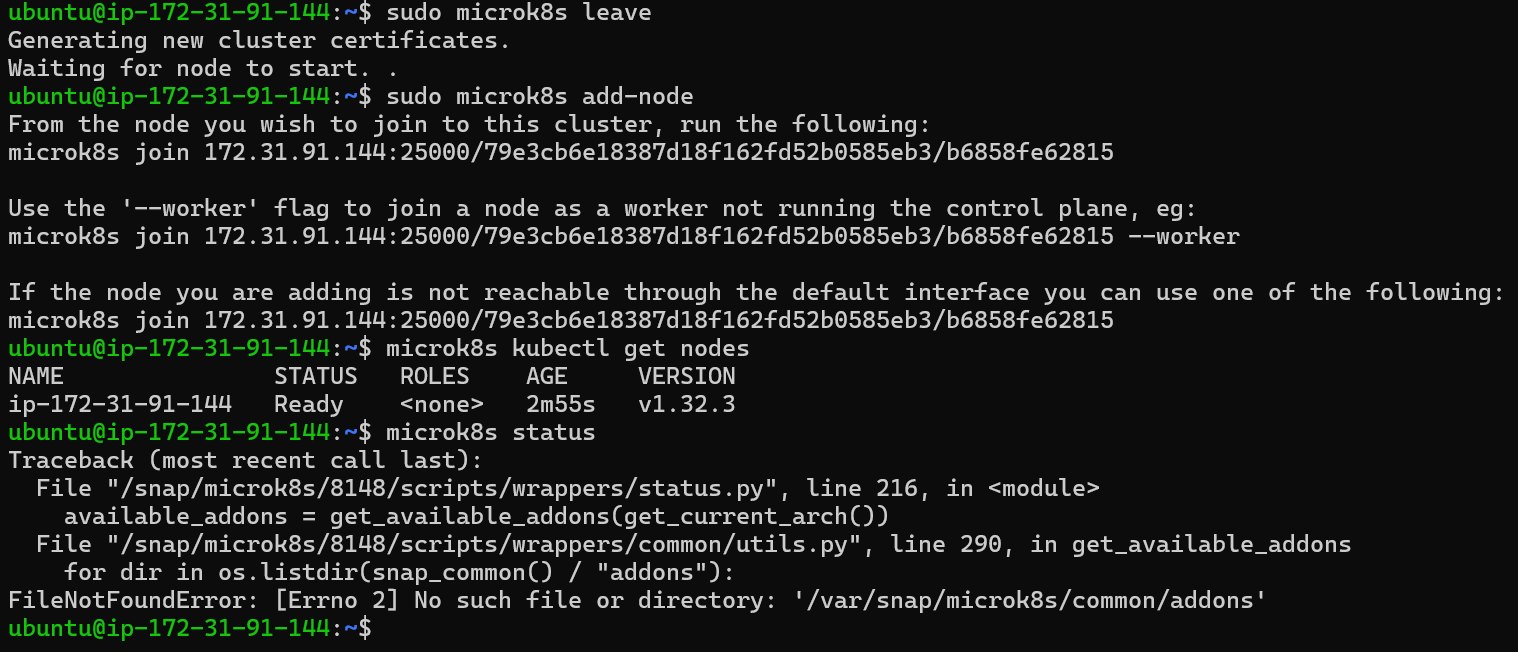 ubuntu@ip-172-31-91-144:~$ sudo microk8s leave
Generating new cluster certificates.
Waiting for node to start. .
ubuntu@ip-172-31-91-144:~$ sudo microk8s add-node
From the node you wish to join to this cluster, run the following:
microk8s join 172.31.91.144:25000/79e3cb6e18387d18f162fd52b0585eb3/b6858fe62815

Use the '--worker' flag to join a node as a worker not running the control plane, eg:
microk8s join 172.31.91.144:25000/79e3cb6e18387d18f162fd52b0585eb3/b6858fe62815 --worker

If the node you are adding is not reachable through the default interface you can use one of the following:
microk8s join 172.31.91.144:25000/79e3cb6e18387d18f162fd52b0585eb3/b6858fe62815
ubuntu@ip-172-31-91-144:~$ microk8s kubectl get nodes
NAME               STATUS   ROLES    AGE     VERSION
ip-172-31-91-144   Ready    <none>   2m55s   v1.32.3
ubuntu@ip-172-31-91-144:~$ microk8s status
Traceback (most recent call last):
  File "/snap/microk8s/8148/scripts/wrappers/status.py", line 216, in <module>
    available_addons = get_available_addons(get_current_arch())
  File "/snap/microk8s/8148/scripts/wrappers/common/utils.py", line 290, in get_available_addons
    for dir in os.listdir(snap_common() / "addons"):
FileNotFoundError: [Errno 2] No such file or directory: '/var/snap/microk8s/common/addons'
ubuntu@ip-172-31-91-144:~$